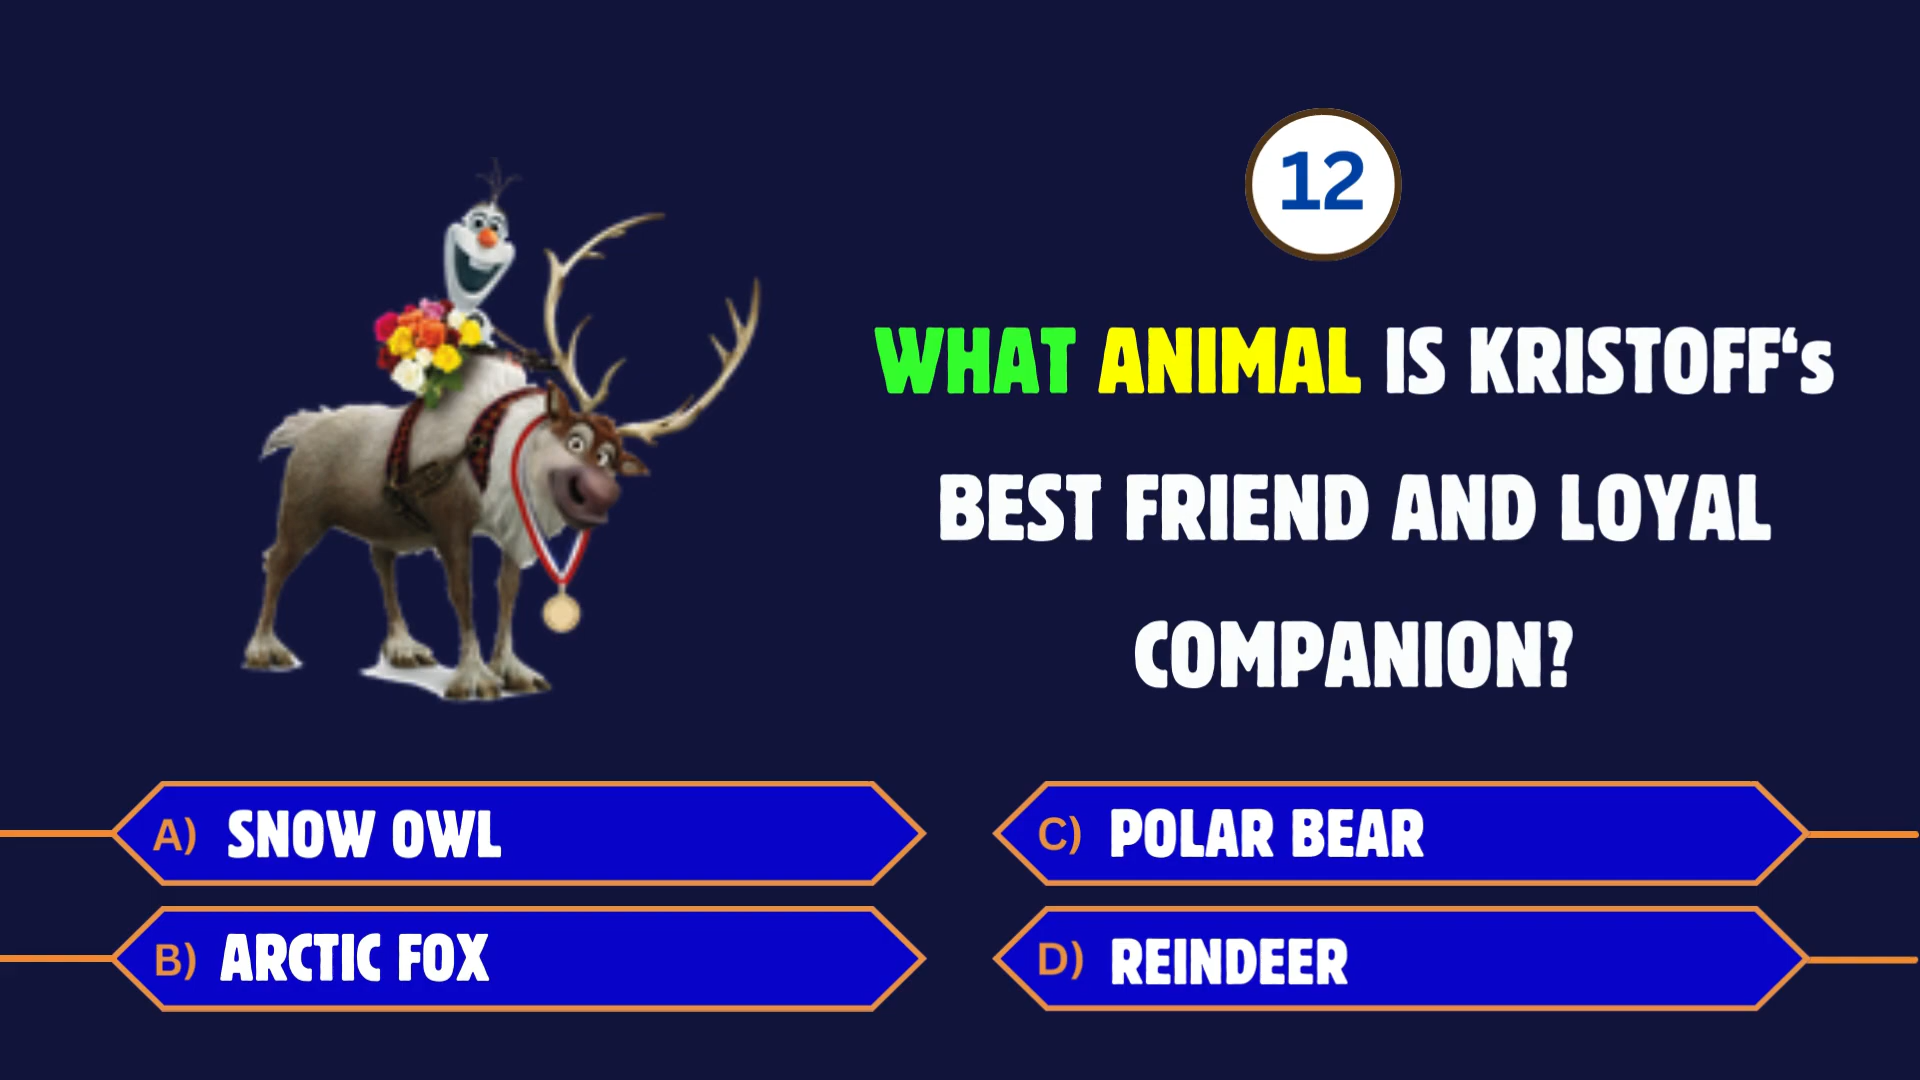 12
WHAT ANIMAL IS KRISTOFF‘s
BEST FRIEND AND LOYAL
COMPANION?
A) SNOW OWL
C) POLAR BEAR
B) ARCTIC FOX
D) REINDEER